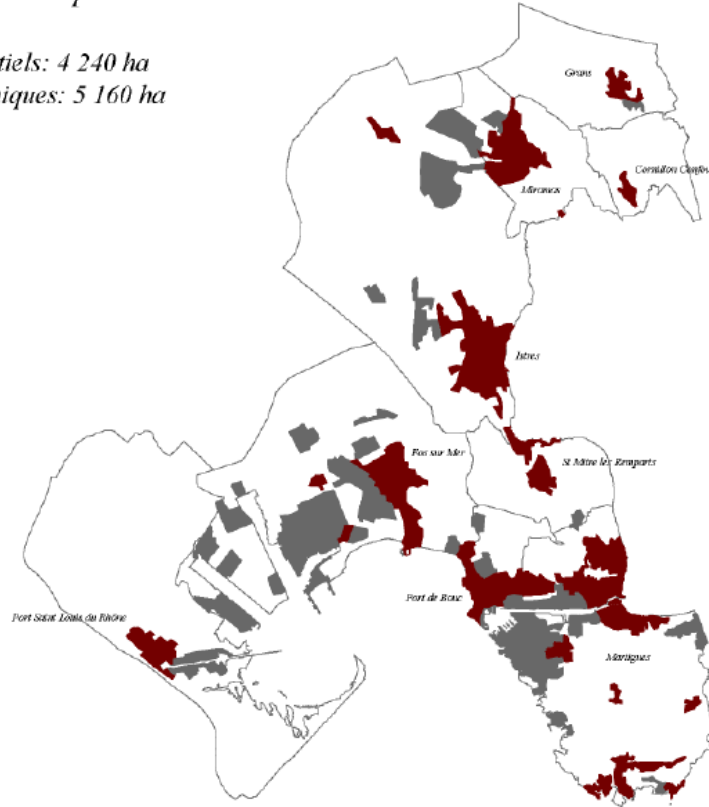 tiels: 4 240 ha
iques: 5 160 ha
Grans
Cornillon Confou
Miramas
Istres
Fos sur Mer
St Mitre les Remparts
Port de Bouc
Port Saint Louis du Rhône
Martigues